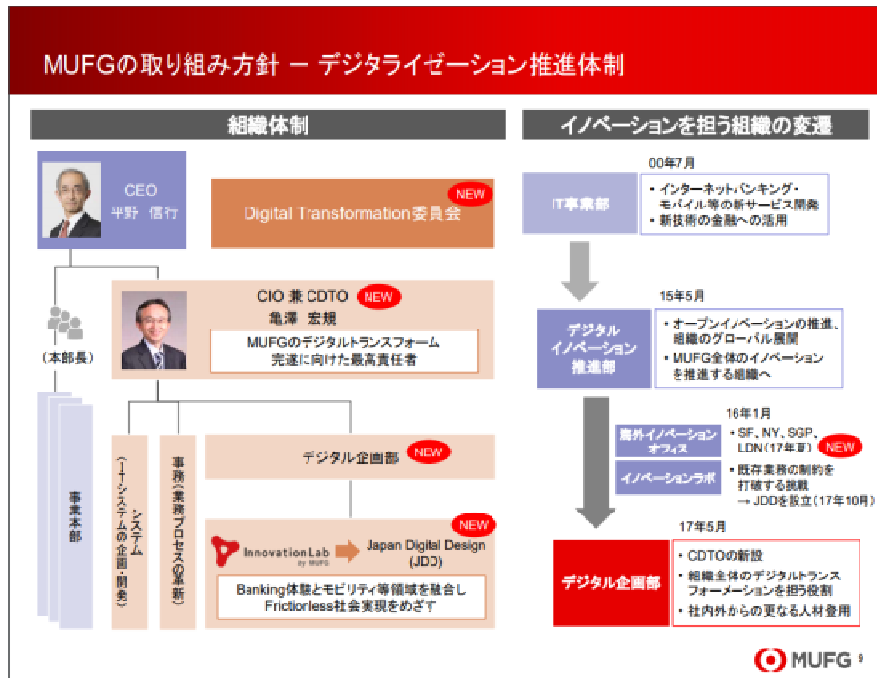 MUFGの取り組み方針 － デジタライゼーション推進体制
組織体制
CEO
平野 信行
Digital Transformation委員会
NEW
CIO 兼 CDTO
NEW
亀澤 宏規
MUFGのデジタルトランスフォーム
完遂に向けた最高責任者
(本部長)
事業本部
システム
(ITシステムの企画・開発)
事務(業務プロセスの革新)
デジタル企画部
NEW
NEW
InnovationLab
by MUFG
Japan Digital Design
(JDD)
Banking体験とモビリティ等領域を融合し
Frictionless社会実現をめざす
イノベーションを担う組織の変遷
00年7月
IT事業部
・インターネットバンキング・
モバイル等の新サービス開発
・新技術の金融への活用
15年5月
デジタル
イノベーション
推進部
・オープンイノベーションの推進、
組織のグローバル展開
・MUFG全体のイノベーション
を推進する組織へ
16年1月
海外イノベーション
オフィス
・SF、NY、SGP、
LDN(17年夏)
NEW
イノベーションラボ
・既存業務の制約を
打破する挑戦
→ JDDを設立(17年10月)
17年5月
デジタル企画部
・CDTOの新設
・組織全体のデジタルトランス
フォーメーションを担う役割
・社内外からの更なる人材登用
MUFG
9